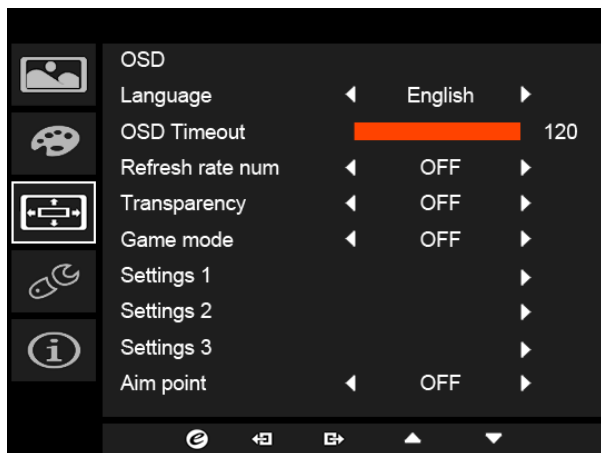 OSD
Language English
OSD Timeout 120
Refresh rate num OFF
Transparency OFF
Game mode OFF
Settings 1
Settings 2
Settings 3
Aim point OFF